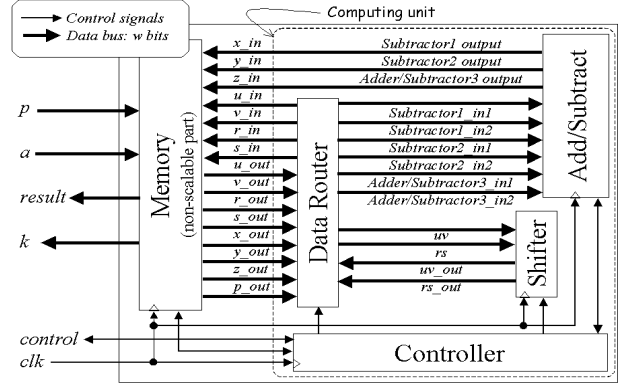 Computing unit
Control signals
Data bus: w bits
x_in
y_in
z_in
u_in
v_in
r_in
s_in
u_out
v_out
r_out
s_out
x_out
y_out
z_out
p_out
Subtractor1 output
Subtractor2 output
Adder/Subtractor3 output
Subtractor1_in1
Subtractor1_in2
Subtractor2_in1
Subtractor2_in2
Adder/Subtractor3_in1
Adder/Subtractor3_in2
uv
rs
uv_out
rs_out
p
a
result
k
control
clk
Memory
(non-scalable part)
Data Router
Add/Subtract
Shifter
Controller